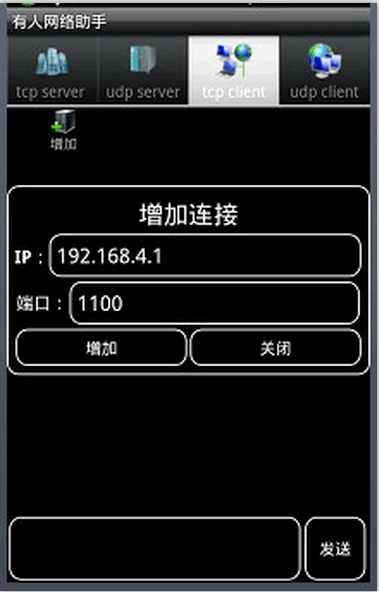 有人网络助手
tcp server udp server tcp client udp client
增加
增加连接
IP： 192.168.4.1
端口： 1100
增加 关闭
发送